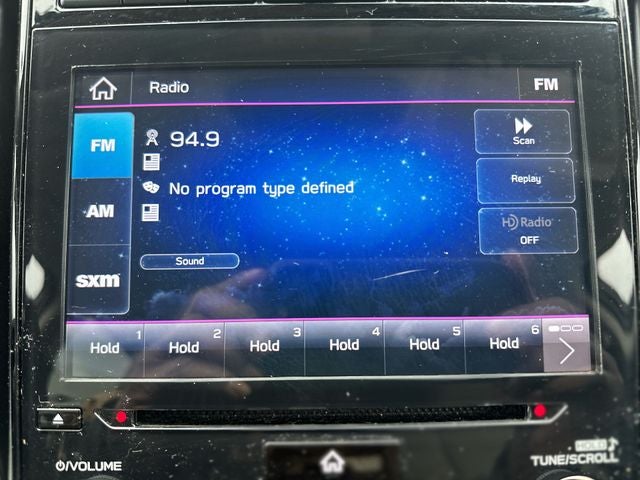 Radio
FM
FM
94.9
Scan
No program type defined
Replay
AM
HD Radio
OFF
Sound
sxm
1 2 3 4 5 6
Hold Hold Hold Hold Hold Hold
HOLD
/VOLUME
TUNE/SCROLL